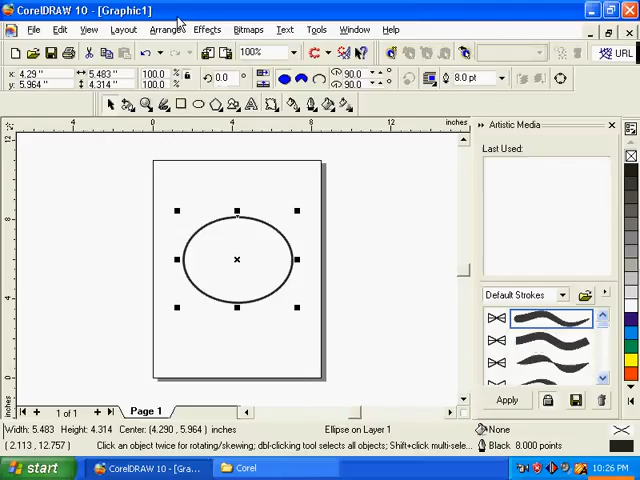 CorelDRAW 10 - [Graphic1]
File Edit View Layout Arrange Effects Bitmaps Text Tools Window Help
100% URL
x: 4.29 " 5.483 " 100.0 % 0.0 ° 90.0 8.0 pt
y: 5.964 " 4.314 " 100.0 % 90.0
4 0 4 8 12 inches
Artistic Media
Last Used:
12
8
4
0
inches
Default Strokes
Apply
1 of 1 Page 1
Width: 5.483 Height: 4.314 Center: (4.290, 5.964 ) inches Ellipse on Layer 1 None
( 2.113, 12.757 ) Click an object twice for rotating/skewing; dbl-clicking tool selects all objects; Shift+click multi-sele... Black 8.000 points
start CorelDRAW 10 - [Gra... Corel 10:26 PM